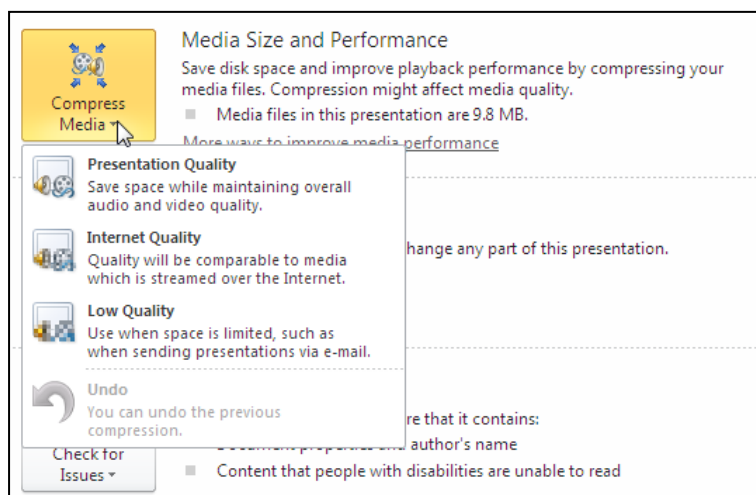 Media Size and Performance
Save disk space and improve playback performance by compressing your
media files. Compression might affect media quality.
Media files in this presentation are 9.8 MB.
More ways to improve media performance
Compress
Media
Presentation Quality
Save space while maintaining overall
audio and video quality.
Internet Quality
Quality will be comparable to media
which is streamed over the Internet.
hange any part of this presentation.
Low Quality
Use when space is limited, such as
when sending presentations via e-mail.
Undo
You can undo the previous
compression.
re that it contains:
Document properties and author's name
Content that people with disabilities are unable to read
Check for
Issues